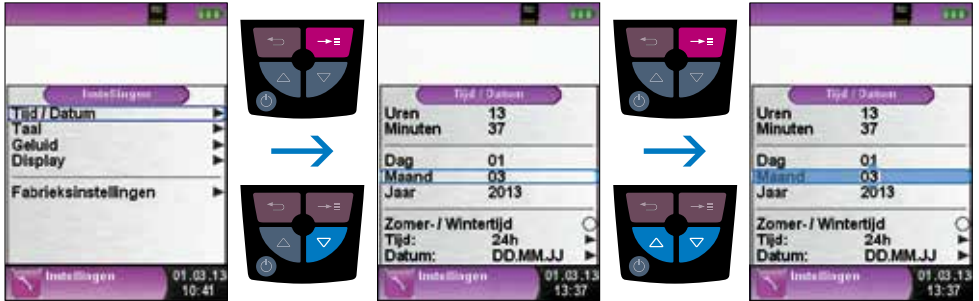 Instellingen
Tijd / Datum
Taal
Geluid
Display
Fabrieksinstellingen
Instellingen
01.03.13
10:41
Tijd / Datum
Uren 13
Minuten 37
Dag 01
Maand 03
Jaar 2013
Zomer- / Wintertijd
Tijd: 24h
Datum: DD.MM.JJ
Instellingen
01.03.13
13:37
Tijd / Datum
Uren 13
Minuten 37
Dag 01
Maand 03
Jaar 2013
Zomer- / Wintertijd
Tijd: 24h
Datum: DD.MM.JJ
Instellingen
01.03.13
13:37